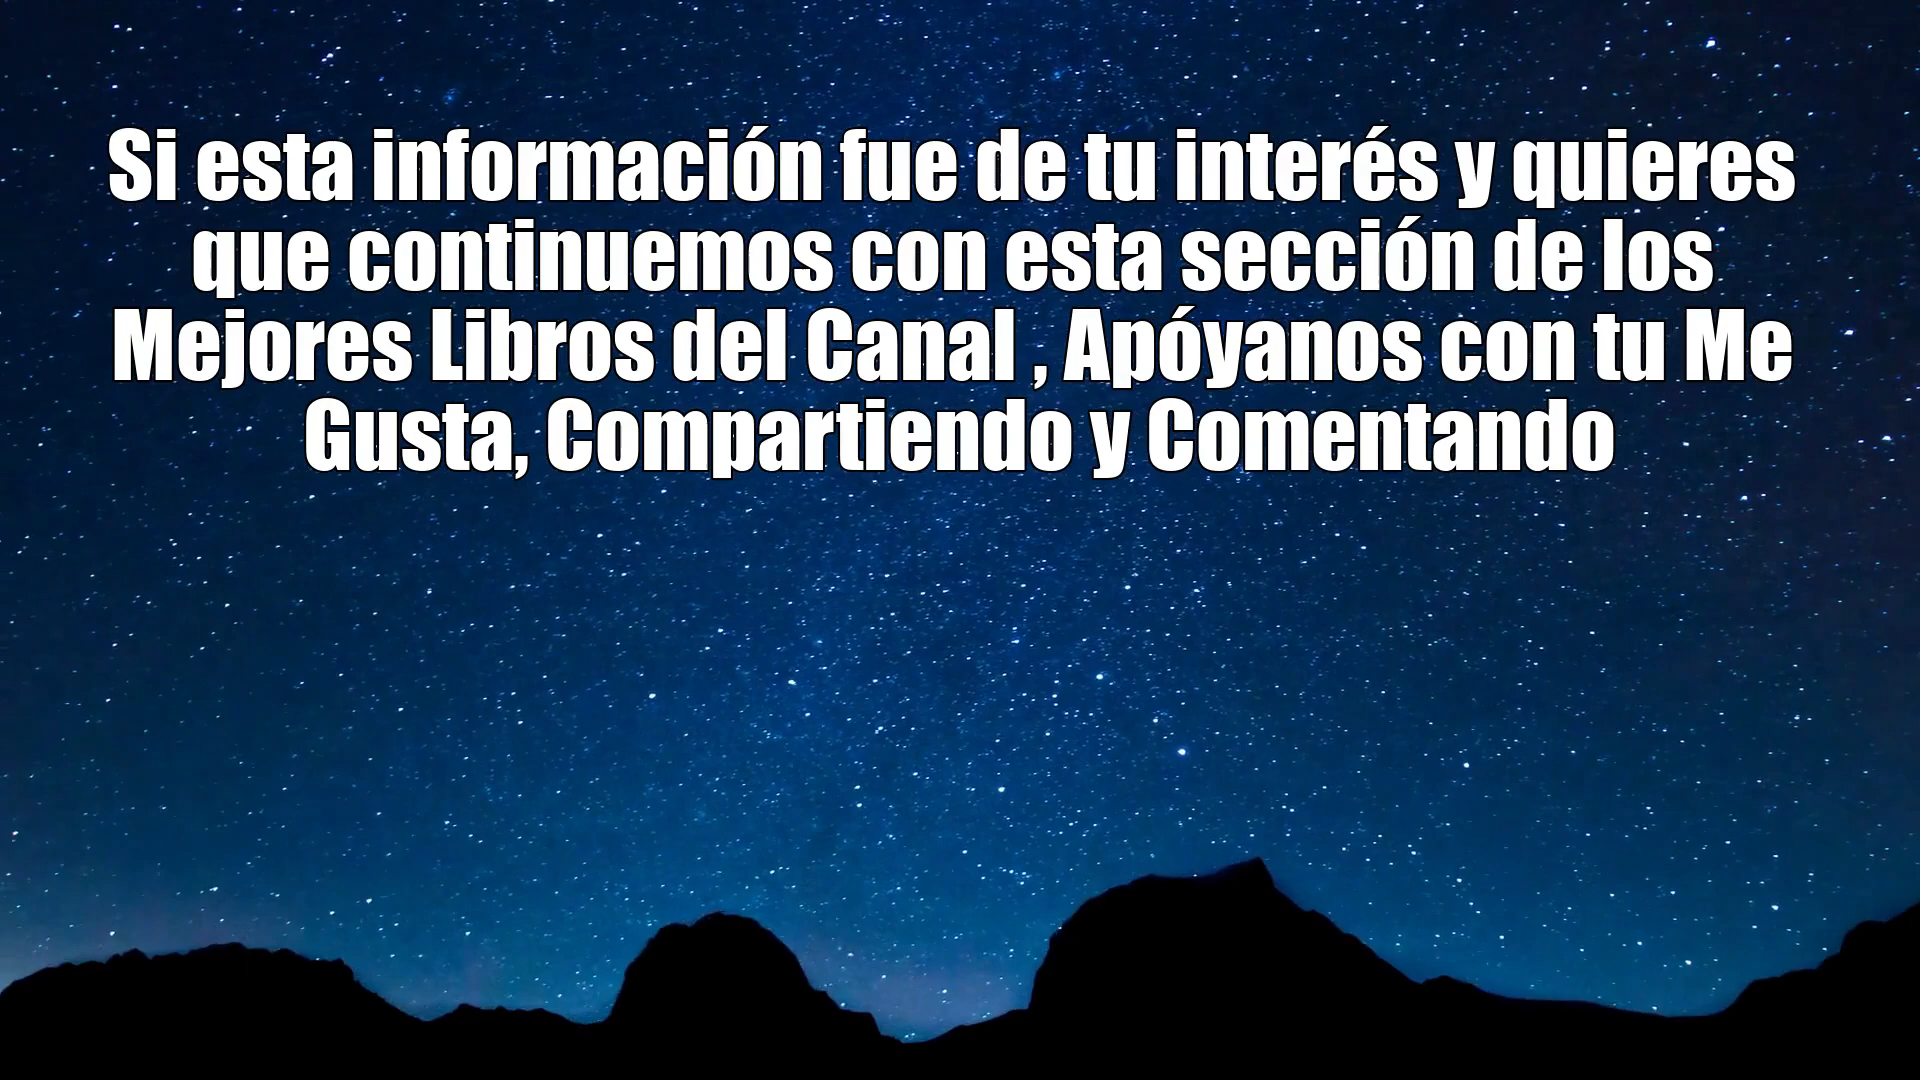 Si esta información fue de tu interés y quieres
que continuemos con esta sección de los
Mejores Libros del Canal , Apóyanos con tu Me
Gusta, Compartiendo y Comentando